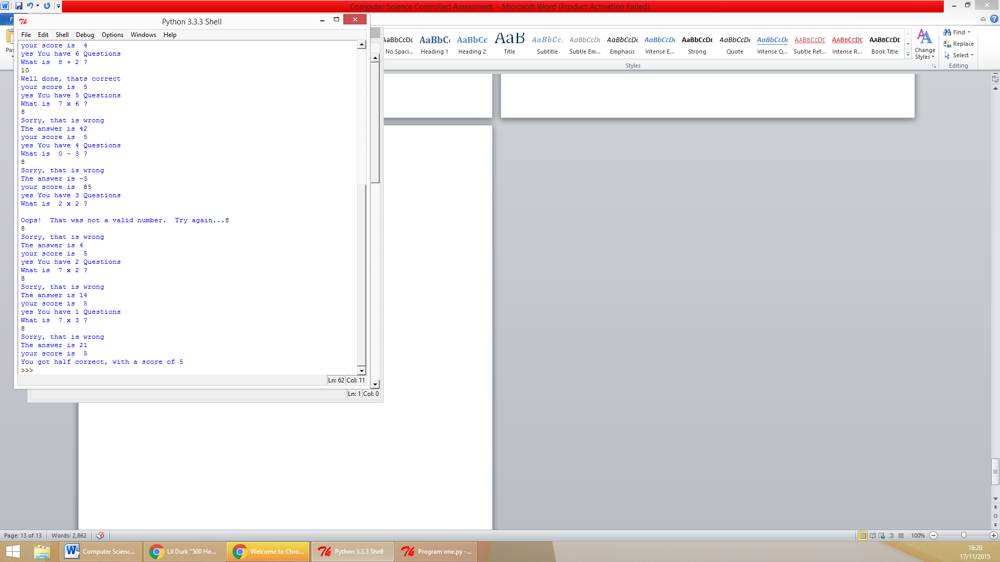 Computer Science Controlled Assessment - Microsoft Word (Product Activation Failed)
Python 3.3.3 Shell
File Edit Shell Debug Options Windows Help
your score is  4
yes You have 6 Questions
What is  8 + 2 ?
10
Well done, thats correct
your score is  5
yes You have 5 Questions
What is  7 x 6 ?
8
Sorry, that is wrong
The answer is 42
your score is  5
yes You have 4 Questions
What is  0 - 3 ?
8
Sorry, that is wrong
The answer is -3
your score is  85
yes You have 3 Questions
What is  2 x 2 ?
Oops!  That was not a valid number.  Try again...8
8
Sorry, that is wrong
The answer is 4
your score is  5
yes You have 2 Questions
What is  7 x 2 ?
8
Sorry, that is wrong
The answer is 14
your score is  5
yes You have 1 Questions
What is  7 x 3 ?
8
Sorry, that is wrong
The answer is 21
your score is  5
You got half correct, with a score of 5
>>>
Ln: 62 Col: 11
Ln: 1 Col: 0
F
Pas
AaBbCcDc AaBbC AaBbCc AaB AaBbCc. AaBbCcDc AaBbCcDc AaBbCcDc AaBbCcDc AaBbCcDc AaBbCcDc AABBCCDE AABBCCDE AABBCCDE
No Spaci... Heading 1 Heading 2 Title Subtitle Subtle Em... Emphasis Intense E... Strong Quote Intense Q... Subtle Ref... Intense R... Book Title
Styles
Change Styles
Find
Replace
Select
Editing
Page: 13 of 13 Words: 2,862
100%
Computer Scienc...
Lil Durk "500 Ho...
Welcome to Chro...
Python 3.3.3 Shell
Program one.py -...
16:20
17/11/2015